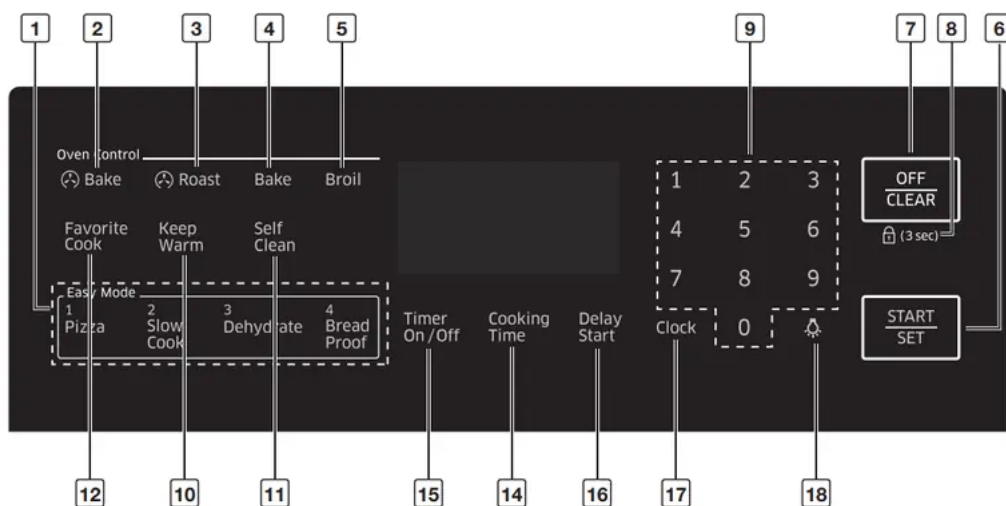 1 2 3 4 5 9 7 8 6
Oven Control
Bake Roast Bake Broil
1 2 3
OFF
CLEAR
Favorite
Cook
Keep
Warm
Self
Clean
4 5 6
(3 sec)
Easy Mode
1
Pizza
2
Slow
Cook
3
Dehydrate
4
Bread
Proof
7 8 9
Timer
On/Off
Cooking
Time
Delay
Start
Clock
0
START
SET
12 10 11 15 14 16 17 18